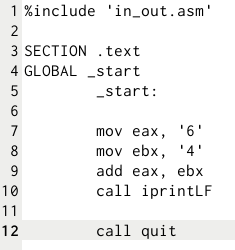 1 %include 'in_out.asm'
2
3 SECTION .text
4 GLOBAL _start
5         _start:
6
7         mov eax, '6'
8         mov ebx, '4'
9         add eax, ebx
10         call iprintLF
11
12         call quit